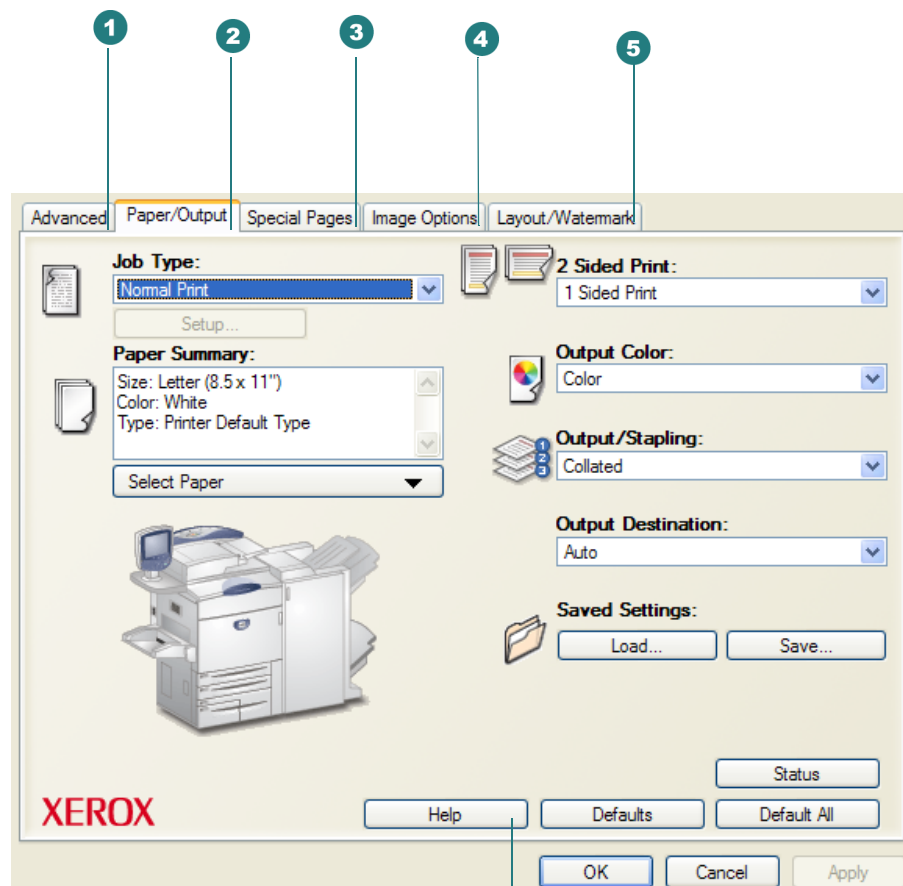 1 2 3 4 5
Advanced Paper/Output Special Pages Image Options Layout/Watermark
Job Type:
Normal Print
Setup...
Paper Summary:
Size: Letter (8.5 x 11")
Color: White
Type: Printer Default Type
Select Paper
2 Sided Print:
1 Sided Print
Output Color:
Color
1
2
3
Output/Stapling:
Collated
Output Destination:
Auto
Saved Settings:
Load... Save...
Status
XEROX
Help Defaults Default All
OK Cancel Apply